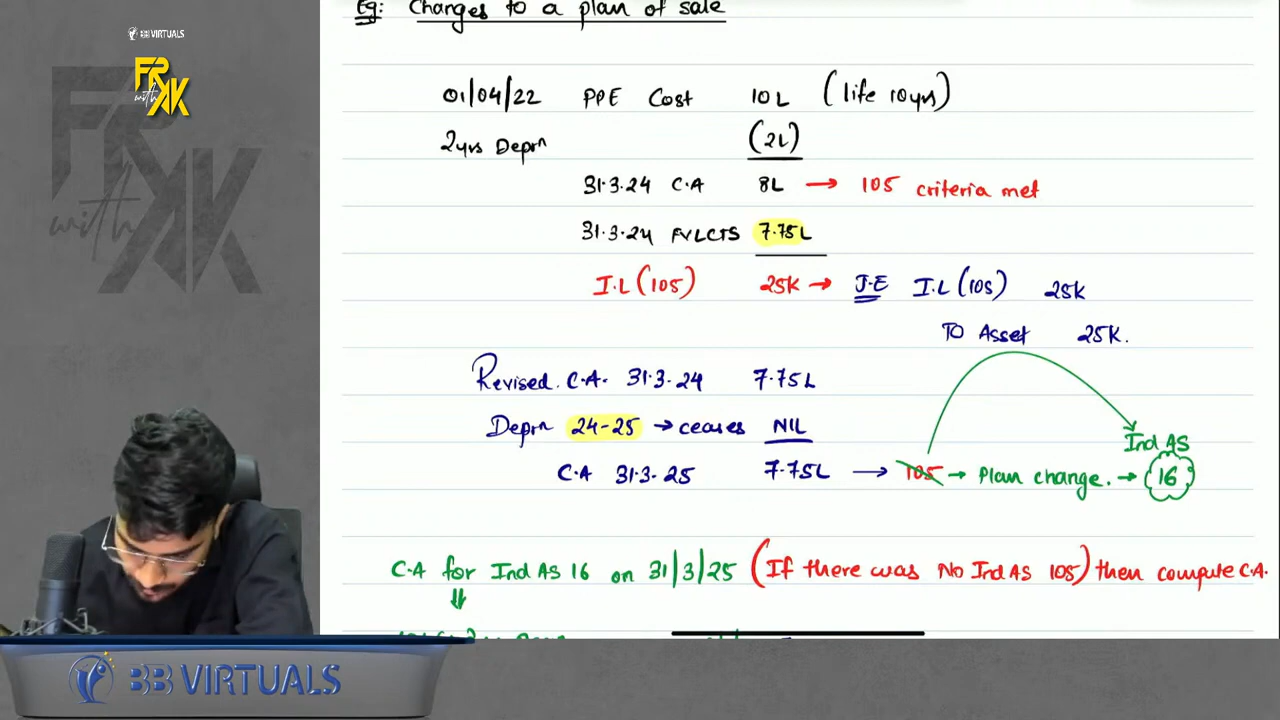 BB VIRTUALS
FR
with
AK
FR
with
AK
Eg: Changes to a plan of sale
01/04/22 PPE Cost 10L (life 10yrs)
2yrs Deprn (2L)
31.3.24 C.A 8L → 105 criteria met
31.3.24 FVLCTS 7.75L
I.L (105) 25K → J.E I.L (105) 25K
TO Asset 25K.
Revised. C.A. 31.3.24 7.75L
Deprn 24-25 → ceases NIL
Ind AS
C.A 31.3.25 7.75L → 105 → Plan change. → 16
C.A for Ind AS 16 on 31/3/25 (If there was No Ind AS 105) then compute C.A.
BB VIRTUALS